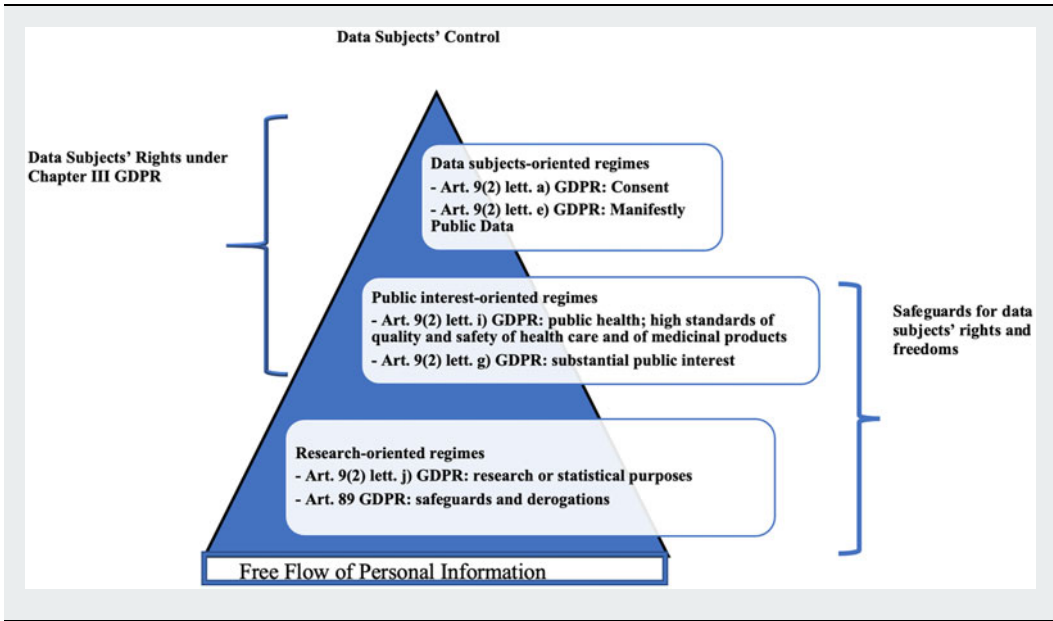 Data Subjects’ Control
Data Subjects’ Rights under
Chapter III GDPR
Data subjects-oriented regimes
- Art. 9(2) lett. a) GDPR: Consent
- Art. 9(2) lett. e) GDPR: Manifestly
Public Data
Public interest-oriented regimes
- Art. 9(2) lett. i) GDPR: public health; high standards of
quality and safety of health care and of medicinal products
- Art. 9(2) lett. g) GDPR: substantial public interest
Safeguards for data
subjects’ rights and
freedoms
Research-oriented regimes
- Art. 9(2) lett. j) GDPR: research or statistical purposes
- Art. 89 GDPR: safeguards and derogations
Free Flow of Personal Information